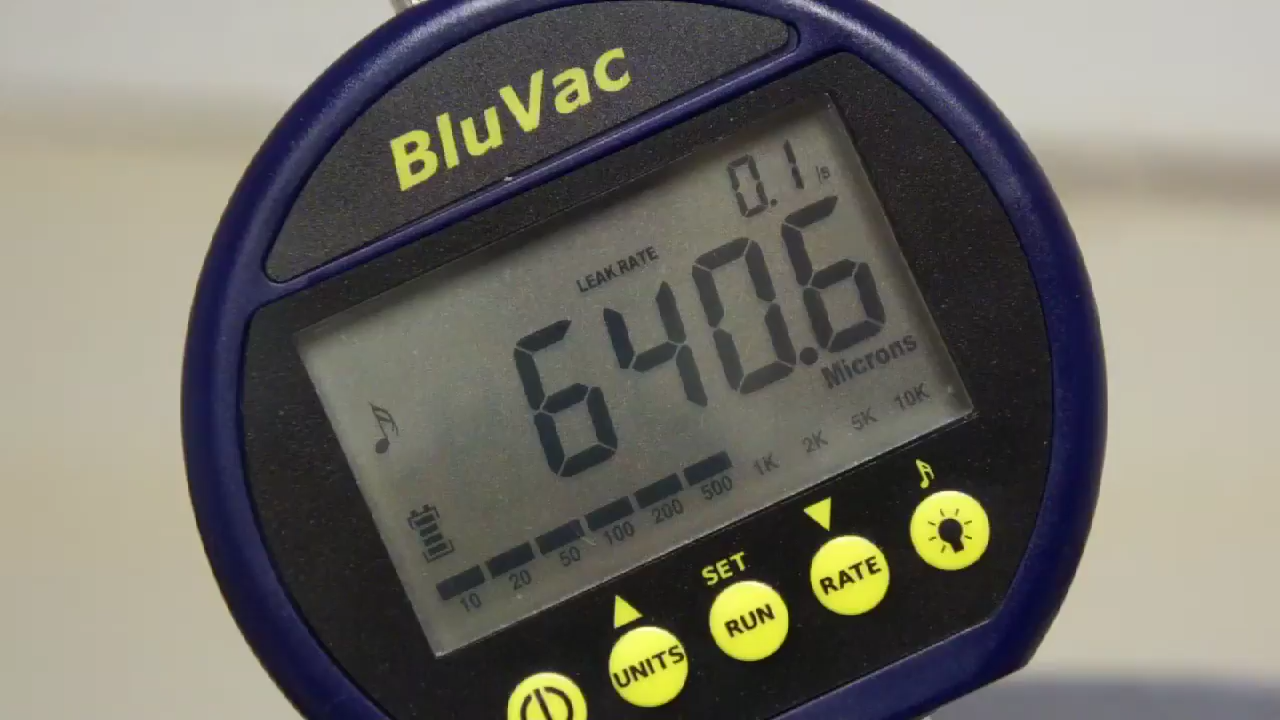 BluVac
0.1 /s
LEAK RATE
640.6
Microns
10 20 50 100 200 500 1K 2K 5K 10K
SET
UNITS RUN RATE